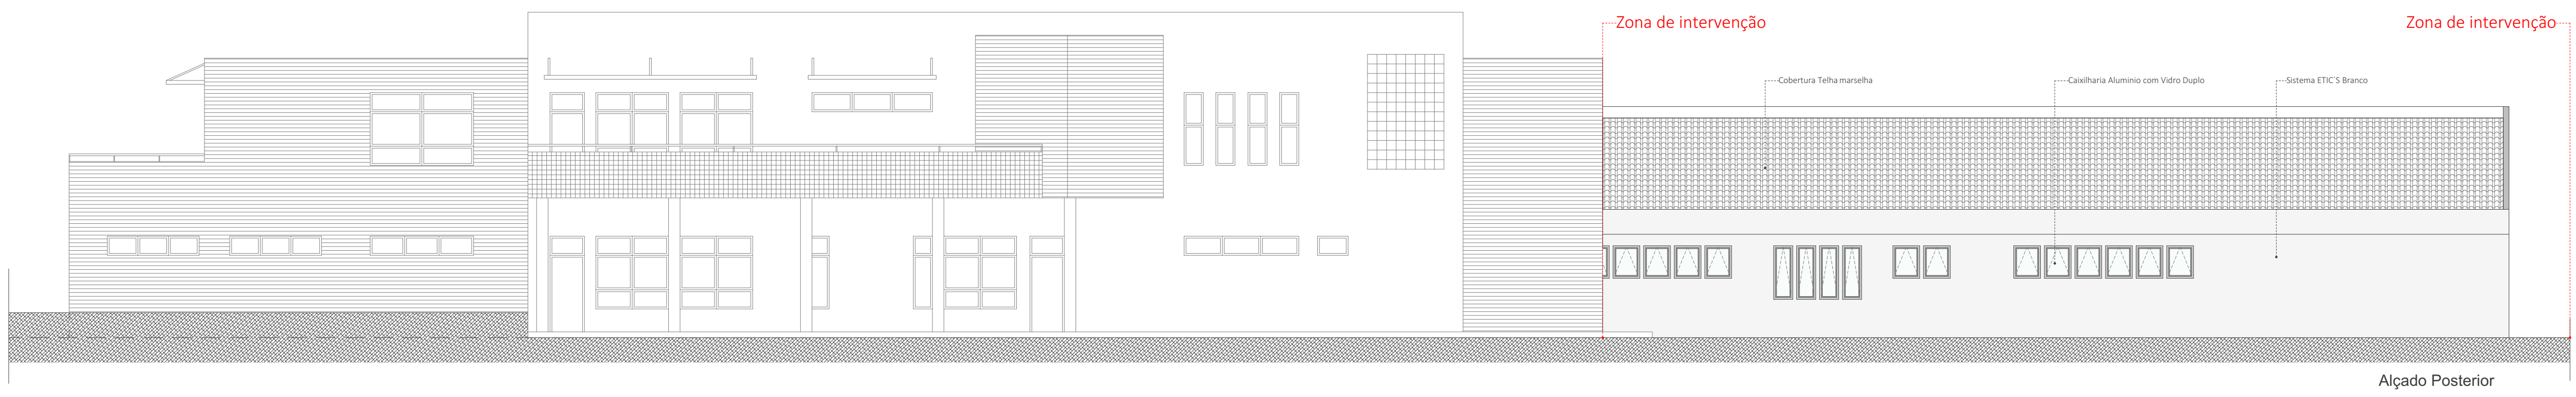 Zona de intervenção
Zona de intervenção
Cobertura Telha marselha
Caixilharia Aluminio com Vidro Duplo
Sistema ETIC´S Branco
Alçado Posterior